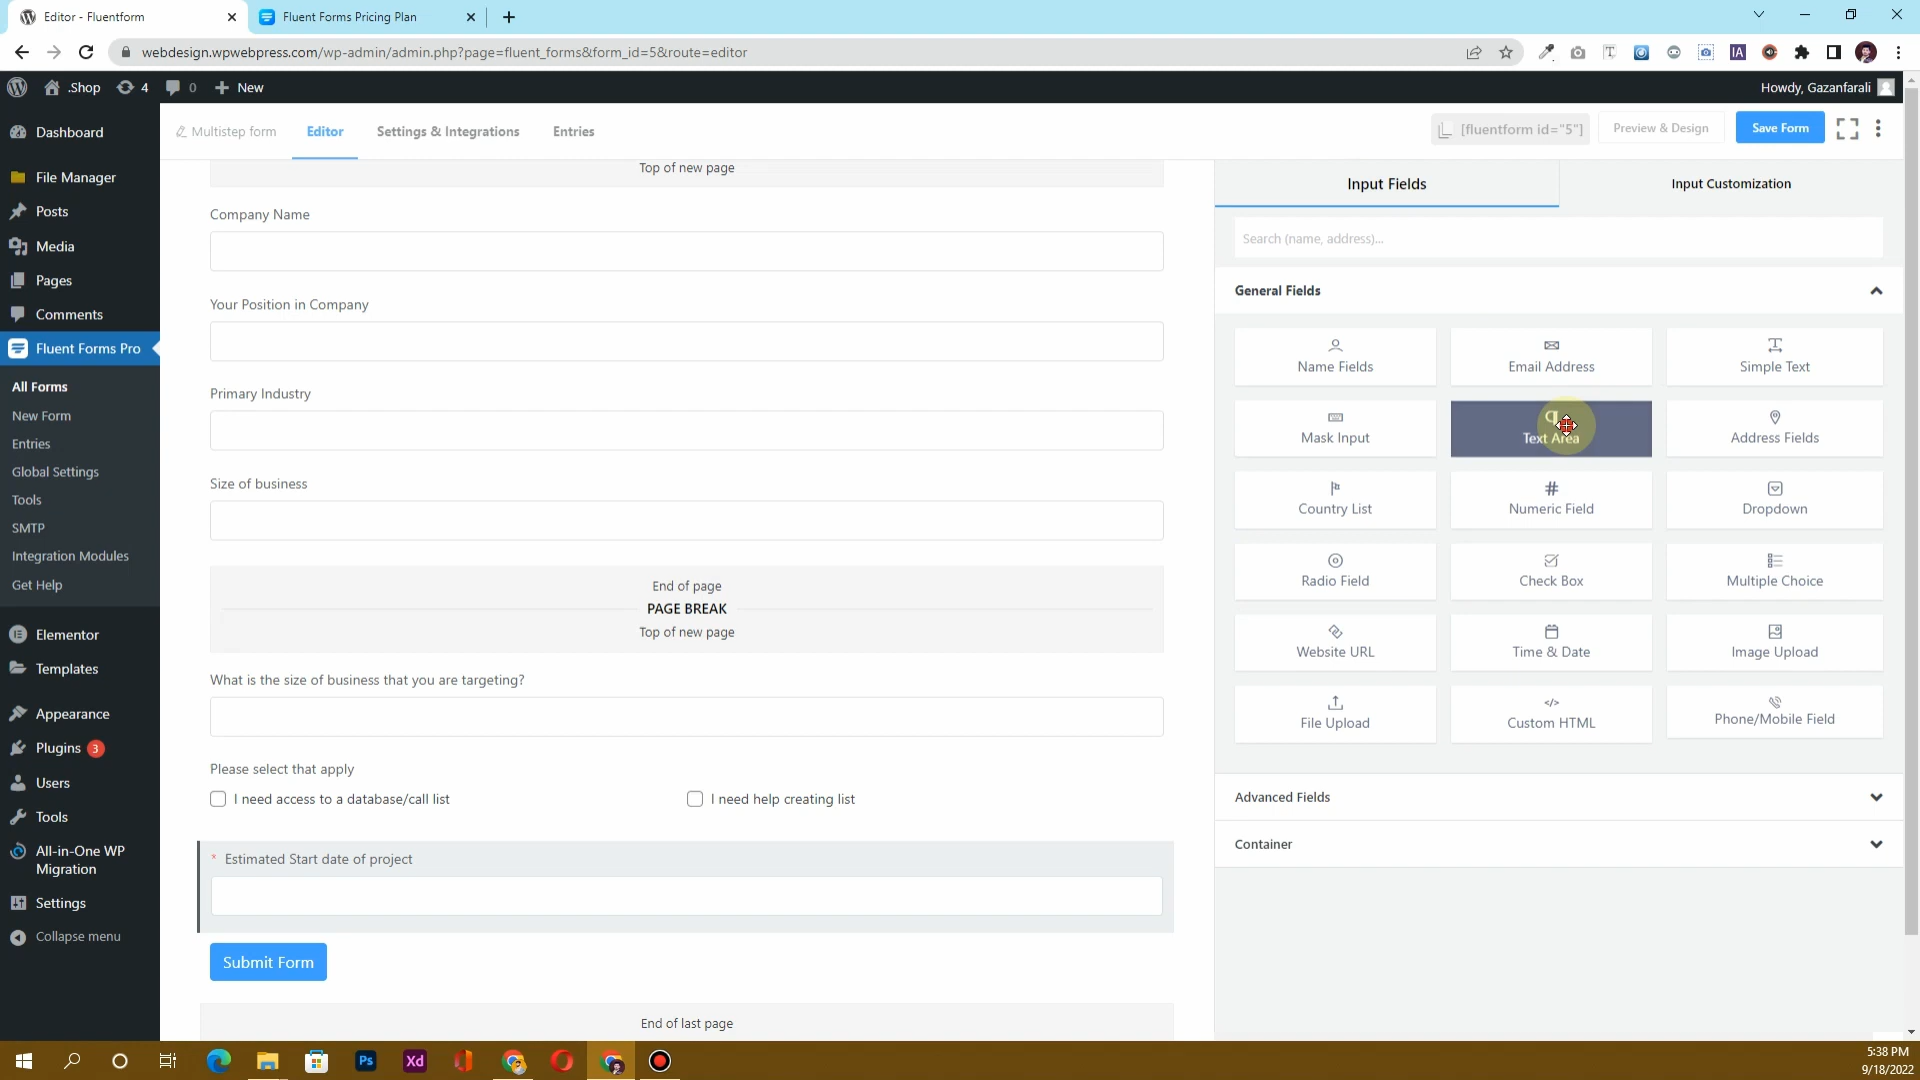 Editor - Fluentform
Fluent Forms Pricing Plan
webdesign.wpwebpress.com/wp-admin/admin.php?page=fluent_forms&form_id=5&route=editor
.Shop
4
0
New
Howdy, Gazanfarali
Dashboard
File Manager
Posts
Media
Pages
Comments
Fluent Forms Pro
All Forms
New Form
Entries
Global Settings
Tools
SMTP
Integration Modules
Get Help
Elementor
Templates
Appearance
Plugins 3
Users
Tools
All-in-One WP
Migration
Settings
Collapse menu
Multistep form
Editor
Settings & Integrations
Entries
[fluentform id="5"]
Preview & Design
Save Form
Top of new page
Company Name
Your Position in Company
Primary Industry
Size of business
End of page
PAGE BREAK
Top of new page
What is the size of business that you are targeting?
Please select that apply
I need access to a database/call list
I need help creating list
* Estimated Start date of project
Submit Form
End of last page
Input Fields
Input Customization
Search (name, address)...
General Fields
Name Fields
Email Address
Simple Text
Mask Input
Text Area
Address Fields
Country List
Numeric Field
Dropdown
Radio Field
Check Box
Multiple Choice
Website URL
Time & Date
Image Upload
File Upload
Custom HTML
Phone/Mobile Field
Advanced Fields
Container
Ps
Xd
5:38 PM
9/18/2022
IA